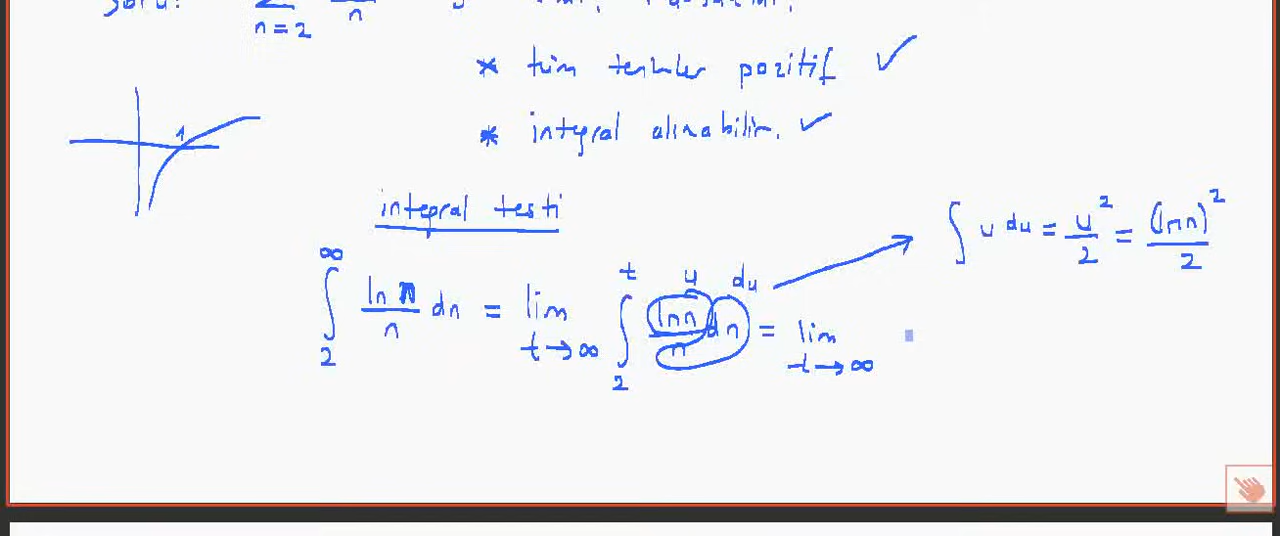 n = 2
n
* tüm terimler pozitif ✓
* integral alınabilir. ✓
1
integral testi
∫ u du = u²/2 = (ln n)²/2
u du
∫₂^∞ (ln n)/n dn = lim t→∞ ∫₂^t (ln n)/n dn = lim t→∞